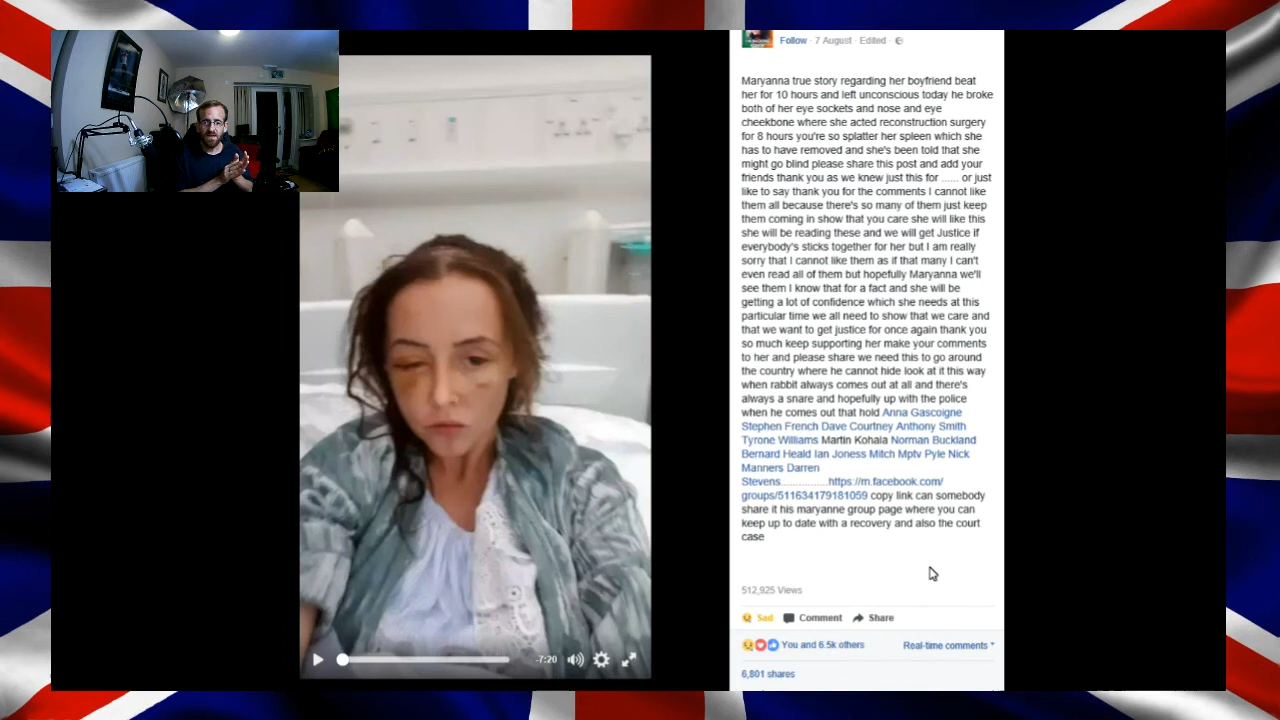 Follow · 7 August · Edited ·
Maryanna true story regarding her boyfriend beat
her for 10 hours and left unconscious today he broke
both of her eye sockets and nose and eye
cheekbone where she acted reconstruction surgery
for 8 hours you're so splatter her spleen which she
has to have removed and she's been told that she
might go blind please share this post and add your
friends thank you as we knew just this for ...... or just
like to say thank you for the comments I cannot like
them all because there's so many of them just keep
them coming in show that you care she will like this
she will be reading these and we will get Justice if
everybody's sticks together for her but I am really
sorry that I cannot like them as if that many I can't
even read all of them but hopefully Maryanna we'll
see them I know that for a fact and she will be
getting a lot of confidence which she needs at this
particular time we all need to show that we care and
that we want to get justice for once again thank you
so much keep supporting her make your comments
to her and please share we need this to go around
the country where he cannot hide look at it this way
when rabbit always comes out at all and there's
always a snare and hopefully up with the police
when he comes out that hold Anna Gascoigne
Stephen French Dave Courtney Anthony Smith
Tyrone Williams Martin Kohala Norman Buckland
Bernard Heald Ian Joness Mitch Mptv Pyle Nick
Manners Darren
Stevens................https://m.facebook.com/
groups/511634179181059 copy link can somebody
share it his maryanne group page where you can
keep up to date with a recovery and also the court
case
512,925 Views
Sad Comment Share
You and 6.5k others Real-time comments
6,801 shares
-7:20